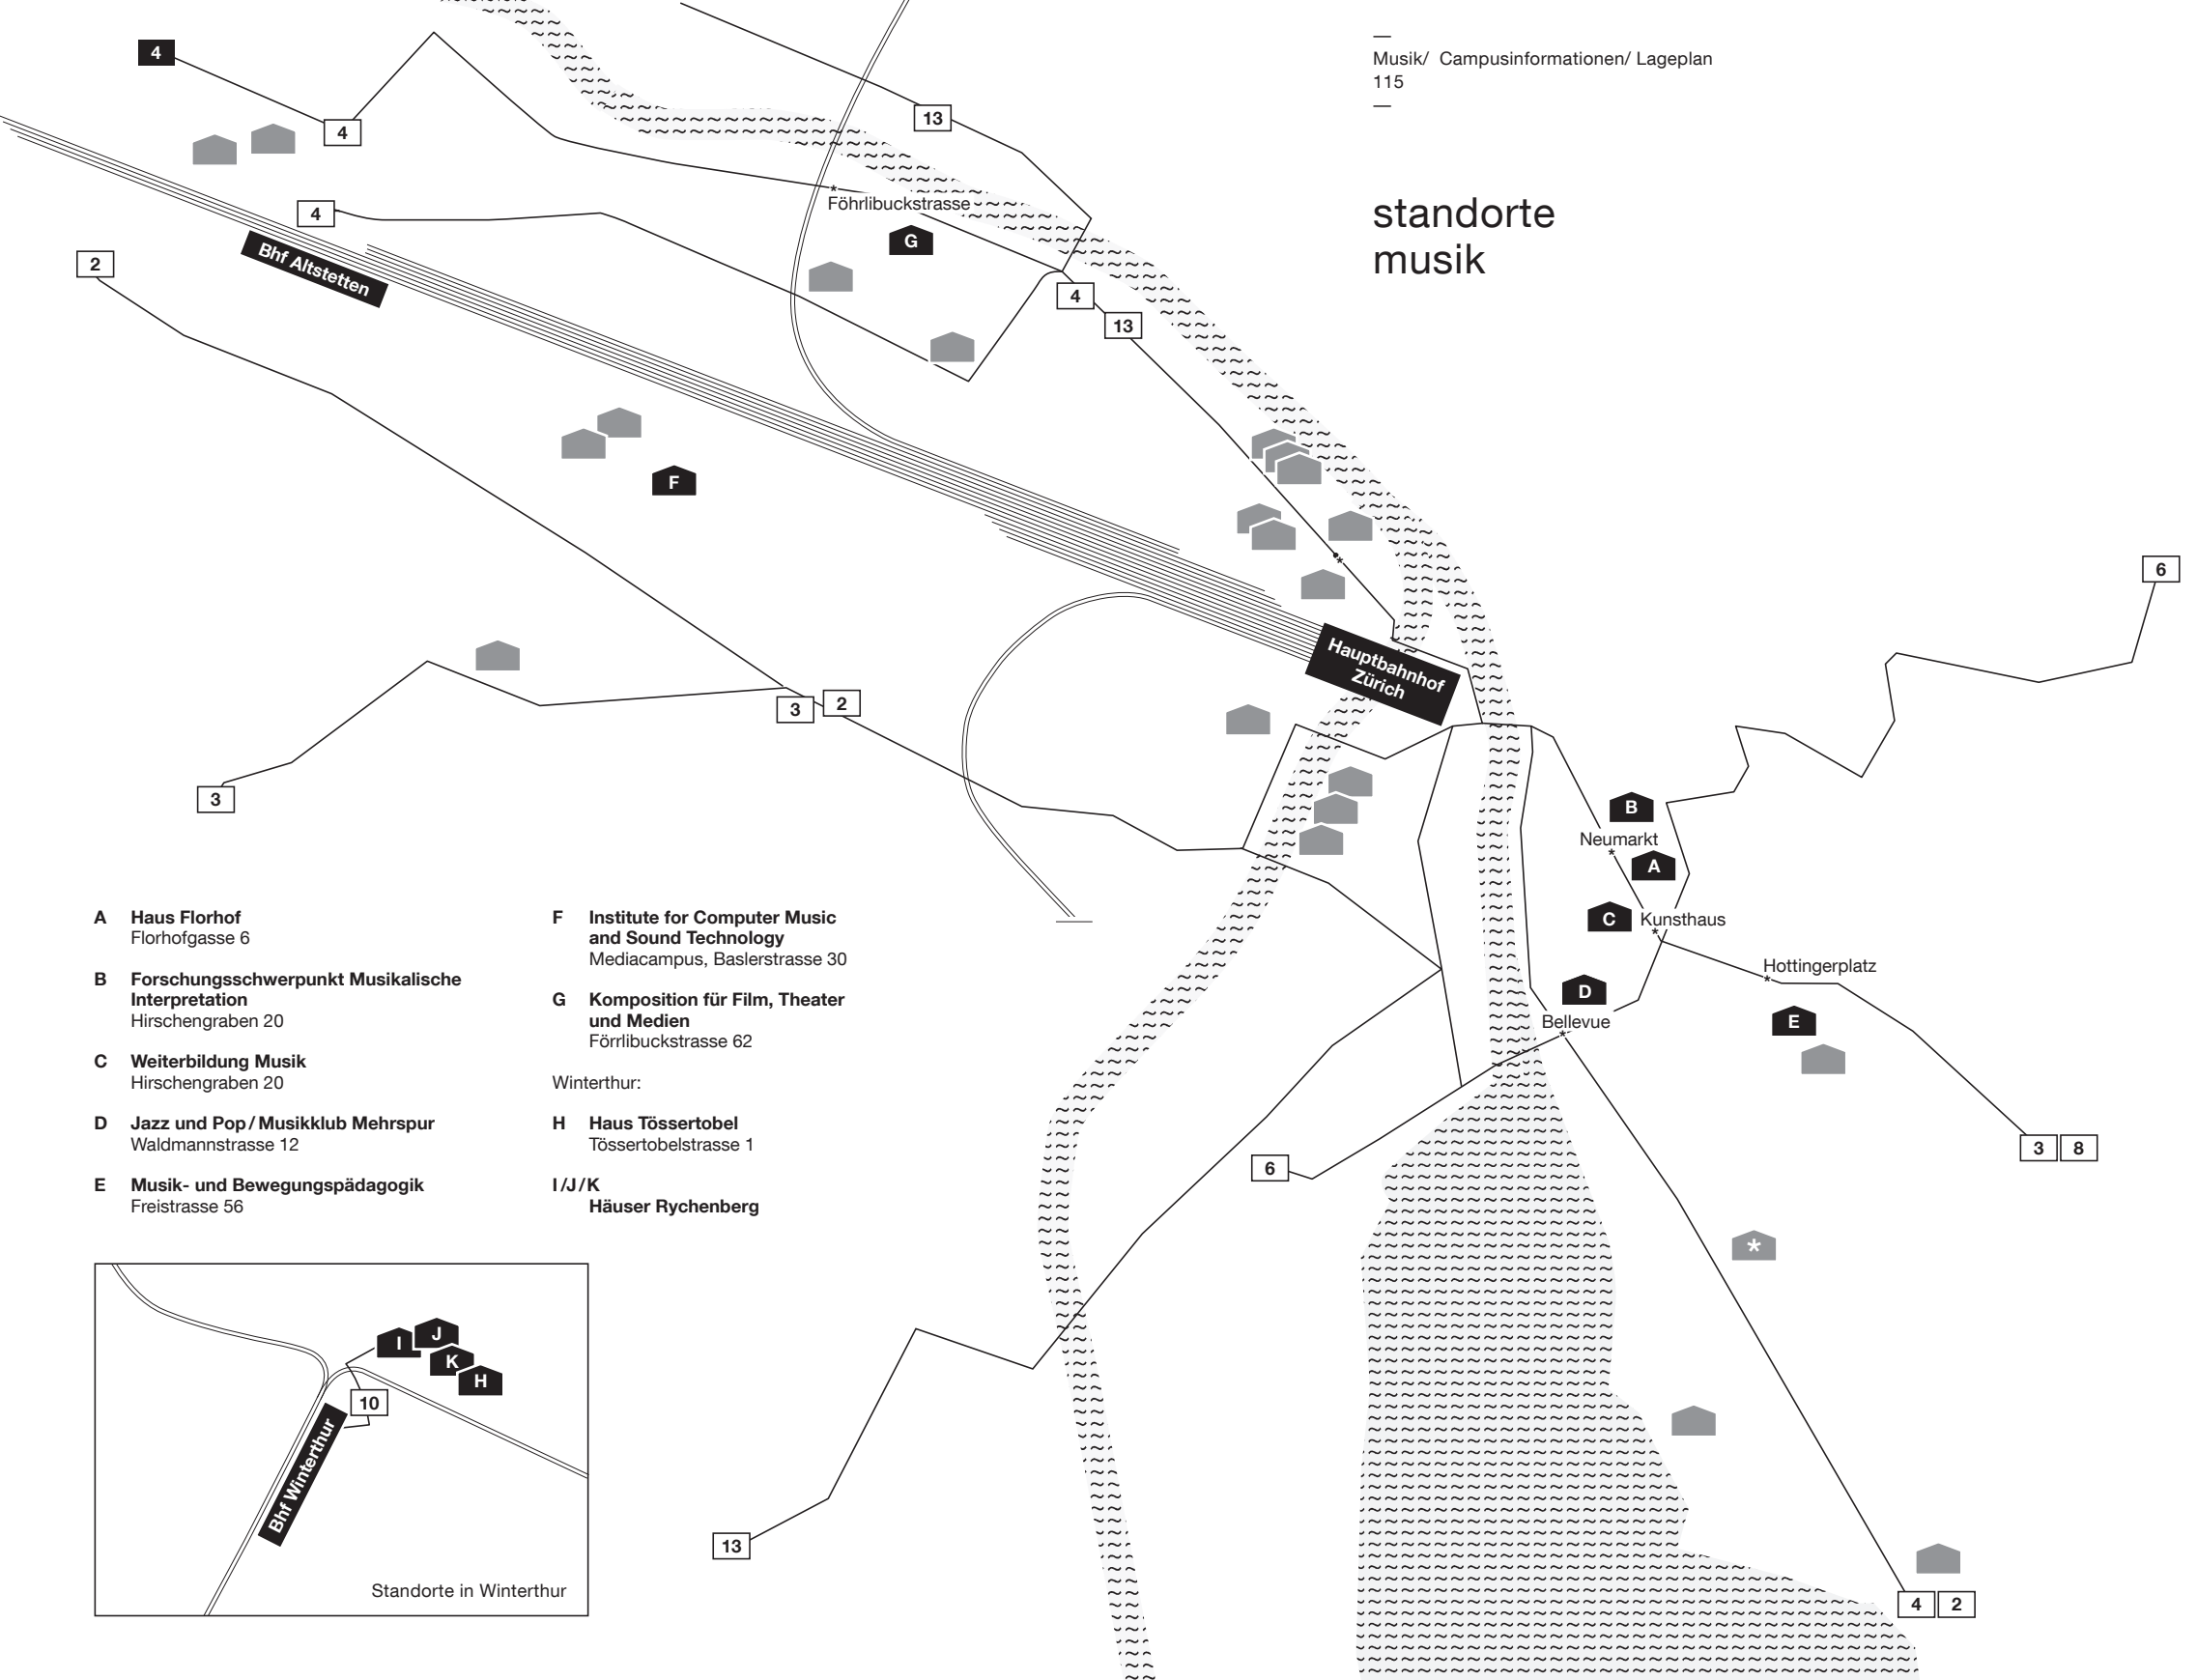 Musik/ Campusinformationen/ Lageplan
115
standorte
musik
4
4
13
Föhrlibuckstrasse
4
G
2
Bhf Altstetten
4
13
F
6
Hauptbahnhof
Zürich
3
2
3
B
Neumarkt
A
C
Kunsthaus
Hottingerplatz
D
Bellevue
E
3
8
6
13
4
2
A Haus Florhof
Florhofgasse 6
B Forschungsschwerpunkt Musikalische
Interpretation
Hirschengraben 20
C Weiterbildung Musik
Hirschengraben 20
D Jazz und Pop/Musikklub Mehrspur
Waldmannstrasse 12
E Musik- und Bewegungspädagogik
Freistrasse 56
F Institute for Computer Music
and Sound Technology
Mediacampus, Baslerstrasse 30
G Komposition für Film, Theater
und Medien
Förrlibuckstrasse 62
Winterthur:
H Haus Tössertobel
Tössertobelstrasse 1
I/J/K
Häuser Rychenberg
I
J
K
H
10
Bhf Winterthur
Standorte in Winterthur